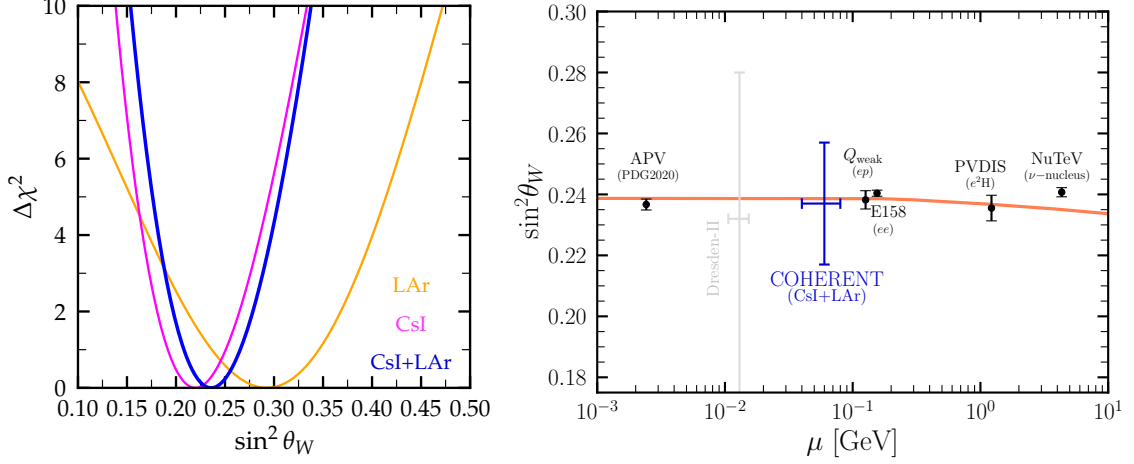 10
8
6
4
2
0
Δχ²
LAr
CsI
CsI+LAr
0.10 0.15 0.20 0.25 0.30 0.35 0.40 0.45 0.50
sin² θ_W
0.30
0.28
0.26
0.24
0.22
0.20
0.18
sin²θ_W
APV
(PDG2020)
Dresden-II
Q_weak
(ep)
E158
(ee)
COHERENT
(CsI+LAr)
PVDIS
(e²H)
NuTeV
(ν−nucleus)
10⁻³ 10⁻² 10⁻¹ 10⁰ 10¹
μ [GeV]